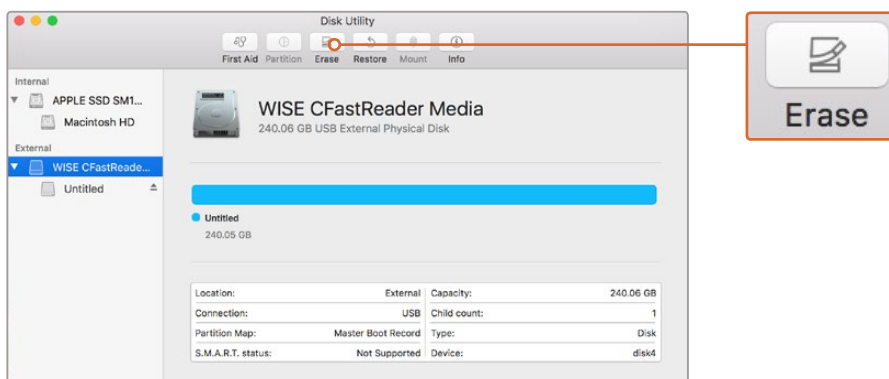 Disk Utility
First Aid Partition Erase Restore Mount Info
Erase
Internal
APPLE SSD SM1...
Macintosh HD
External
WISE CFastReade...
Untitled
WISE CFastReader Media
240.06 GB USB External Physical Disk
Untitled
240.05 GB
Location: External Capacity: 240.06 GB
Connection: USB Child count: 1
Partition Map: Master Boot Record Type: Disk
S.M.A.R.T. status: Not Supported Device: disk4